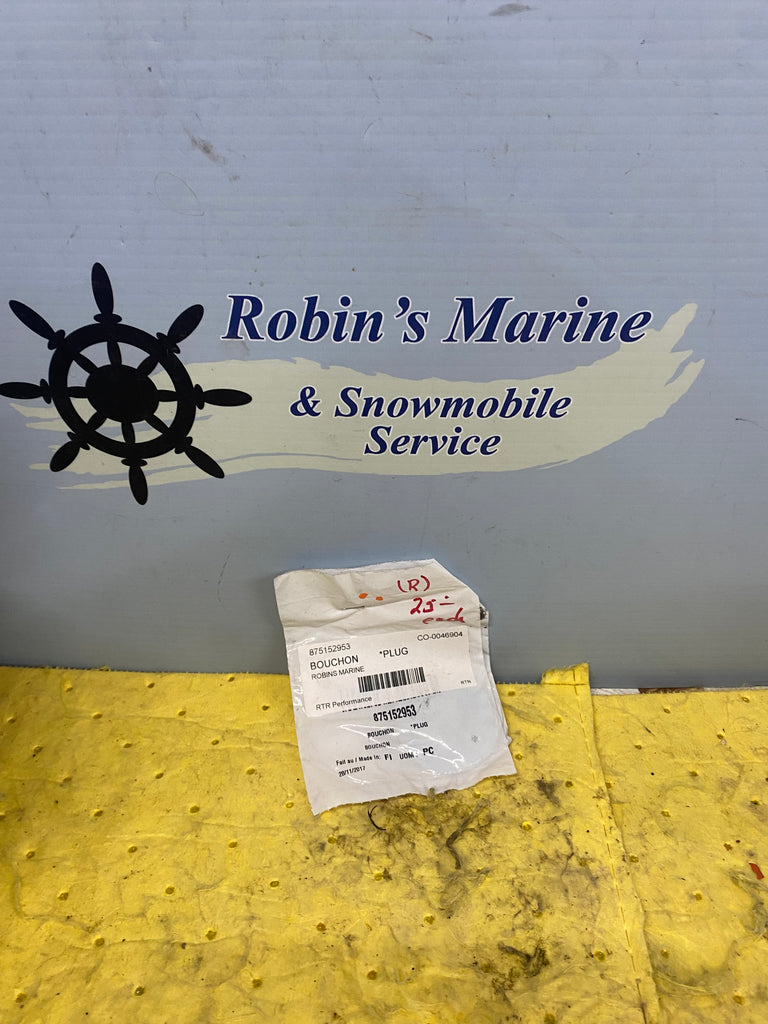 Robin's Marine
& Snowmobile
Service
(R)
25-
each
875152953
CO-0046904
BOUCHON *PLUG
ROBINS MARINE
RTR Performance
RTN
875152953
BOUCHON *PLUG
BOUCHON
Fait au / Made in: FI UOM: PC
20/11/2017